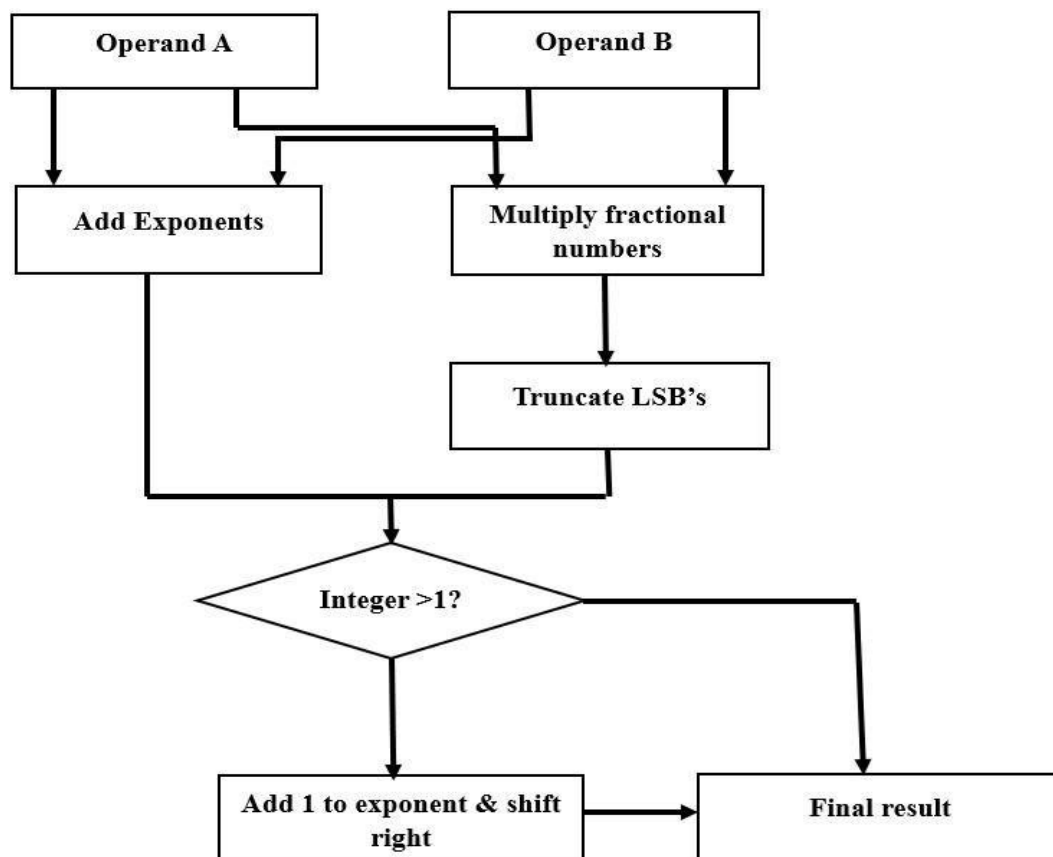 Operand A
Operand B
Add Exponents
Multiply fractional
numbers
Truncate LSB’s
Integer >1?
Add 1 to exponent & shift
right
Final result